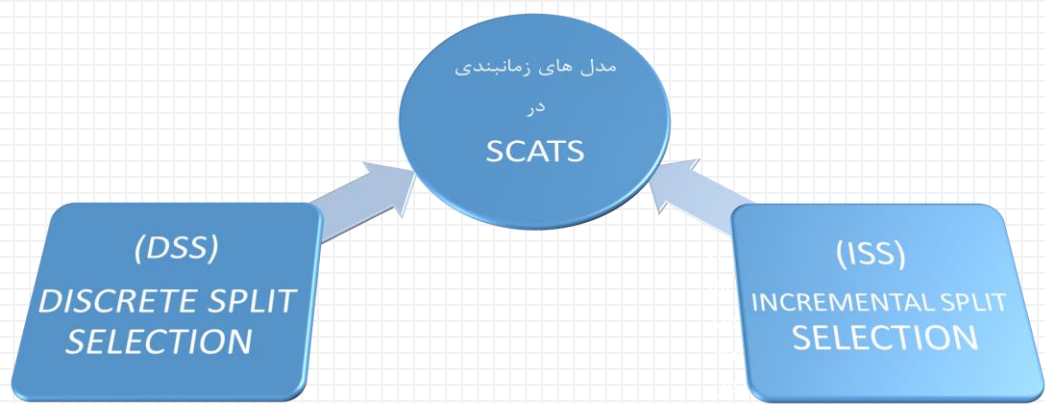 مدل های زمانبندی
در
SCATS
(DSS)
DISCRETE SPLIT
SELECTION
(ISS)
INCREMENTAL SPLIT
SELECTION